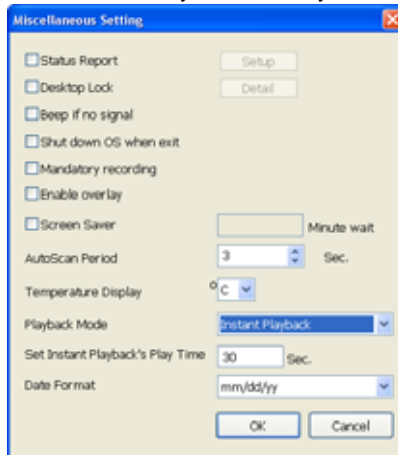 Miscellaneous Setting
Status Report Setup
Desktop Lock Detail
Beep if no signal
Shut down OS when exit
Mandatory recording
Enable overlay
Screen Saver Minute wait
AutoScan Period 3 Sec.
Temperature Display °C
Playback Mode Instant Playback
Set Instant Playback's Play Time 30 Sec.
Date Format mm/dd/yy
OK Cancel